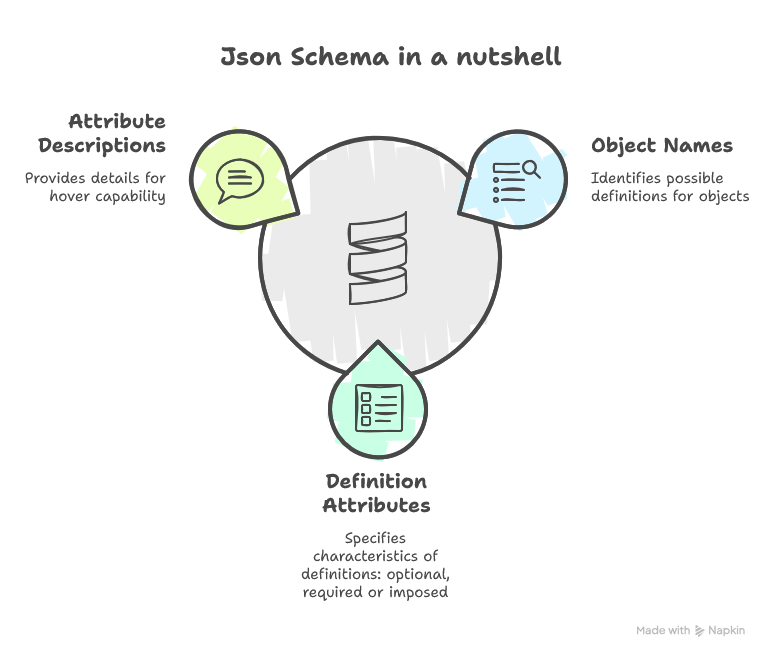 Json Schema in a nutshell
Attribute
Descriptions
Provides details for
hover capability
Object Names
Identifies possible
definitions for objects
Definition
Attributes
Specifies
characteristics of
definitions: optional,
required or imposed
Made with Napkin